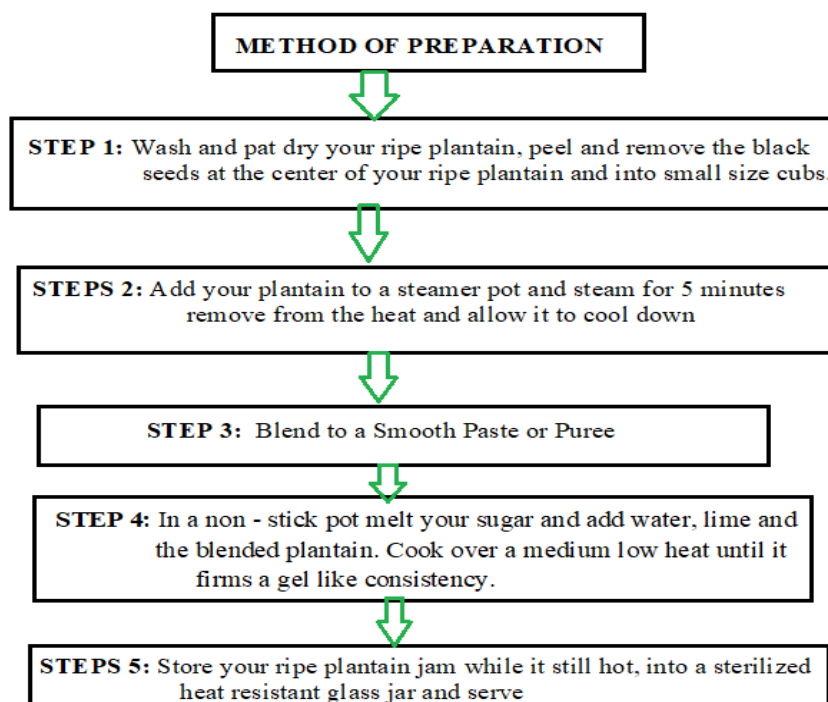 METHOD OF PREPARATION
STEP 1: Wash and pat dry your ripe plantain, peel and remove the black
seeds at the center of your ripe plantain and into small size cubs.
STEPS 2: Add your plantain to a steamer pot and steam for 5 minutes
remove from the heat and allow it to cool down
STEP 3: Blend to a Smooth Paste or Puree
STEP 4: In a non - stick pot melt your sugar and add water, lime and
the blended plantain. Cook over a medium low heat until it
firms a gel like consistency.
STEPS 5: Store your ripe plantain jam while it still hot, into a sterilized
heat resistant glass jar and serve